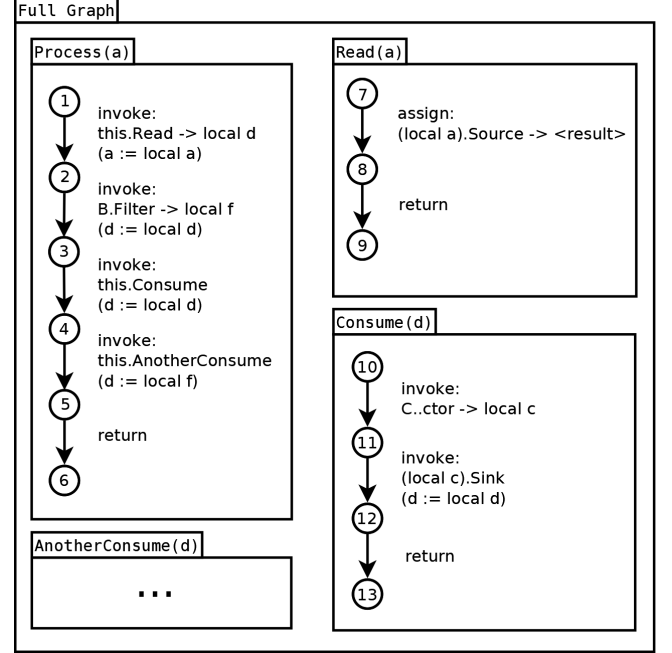 Full Graph
Process(a)
1
invoke:
this.Read -> local d
(a := local a)
2
invoke:
B.Filter -> local f
(d := local d)
3
invoke:
this.Consume
(d := local d)
4
invoke:
this.AnotherConsume
(d := local f)
5
return
6
AnotherConsume(d)
...
Read(a)
7
assign:
(local a).Source -> <result>
8
return
9
Consume(d)
10
invoke:
C..ctor -> local c
11
invoke:
(local c).Sink
(d := local d)
12
return
13